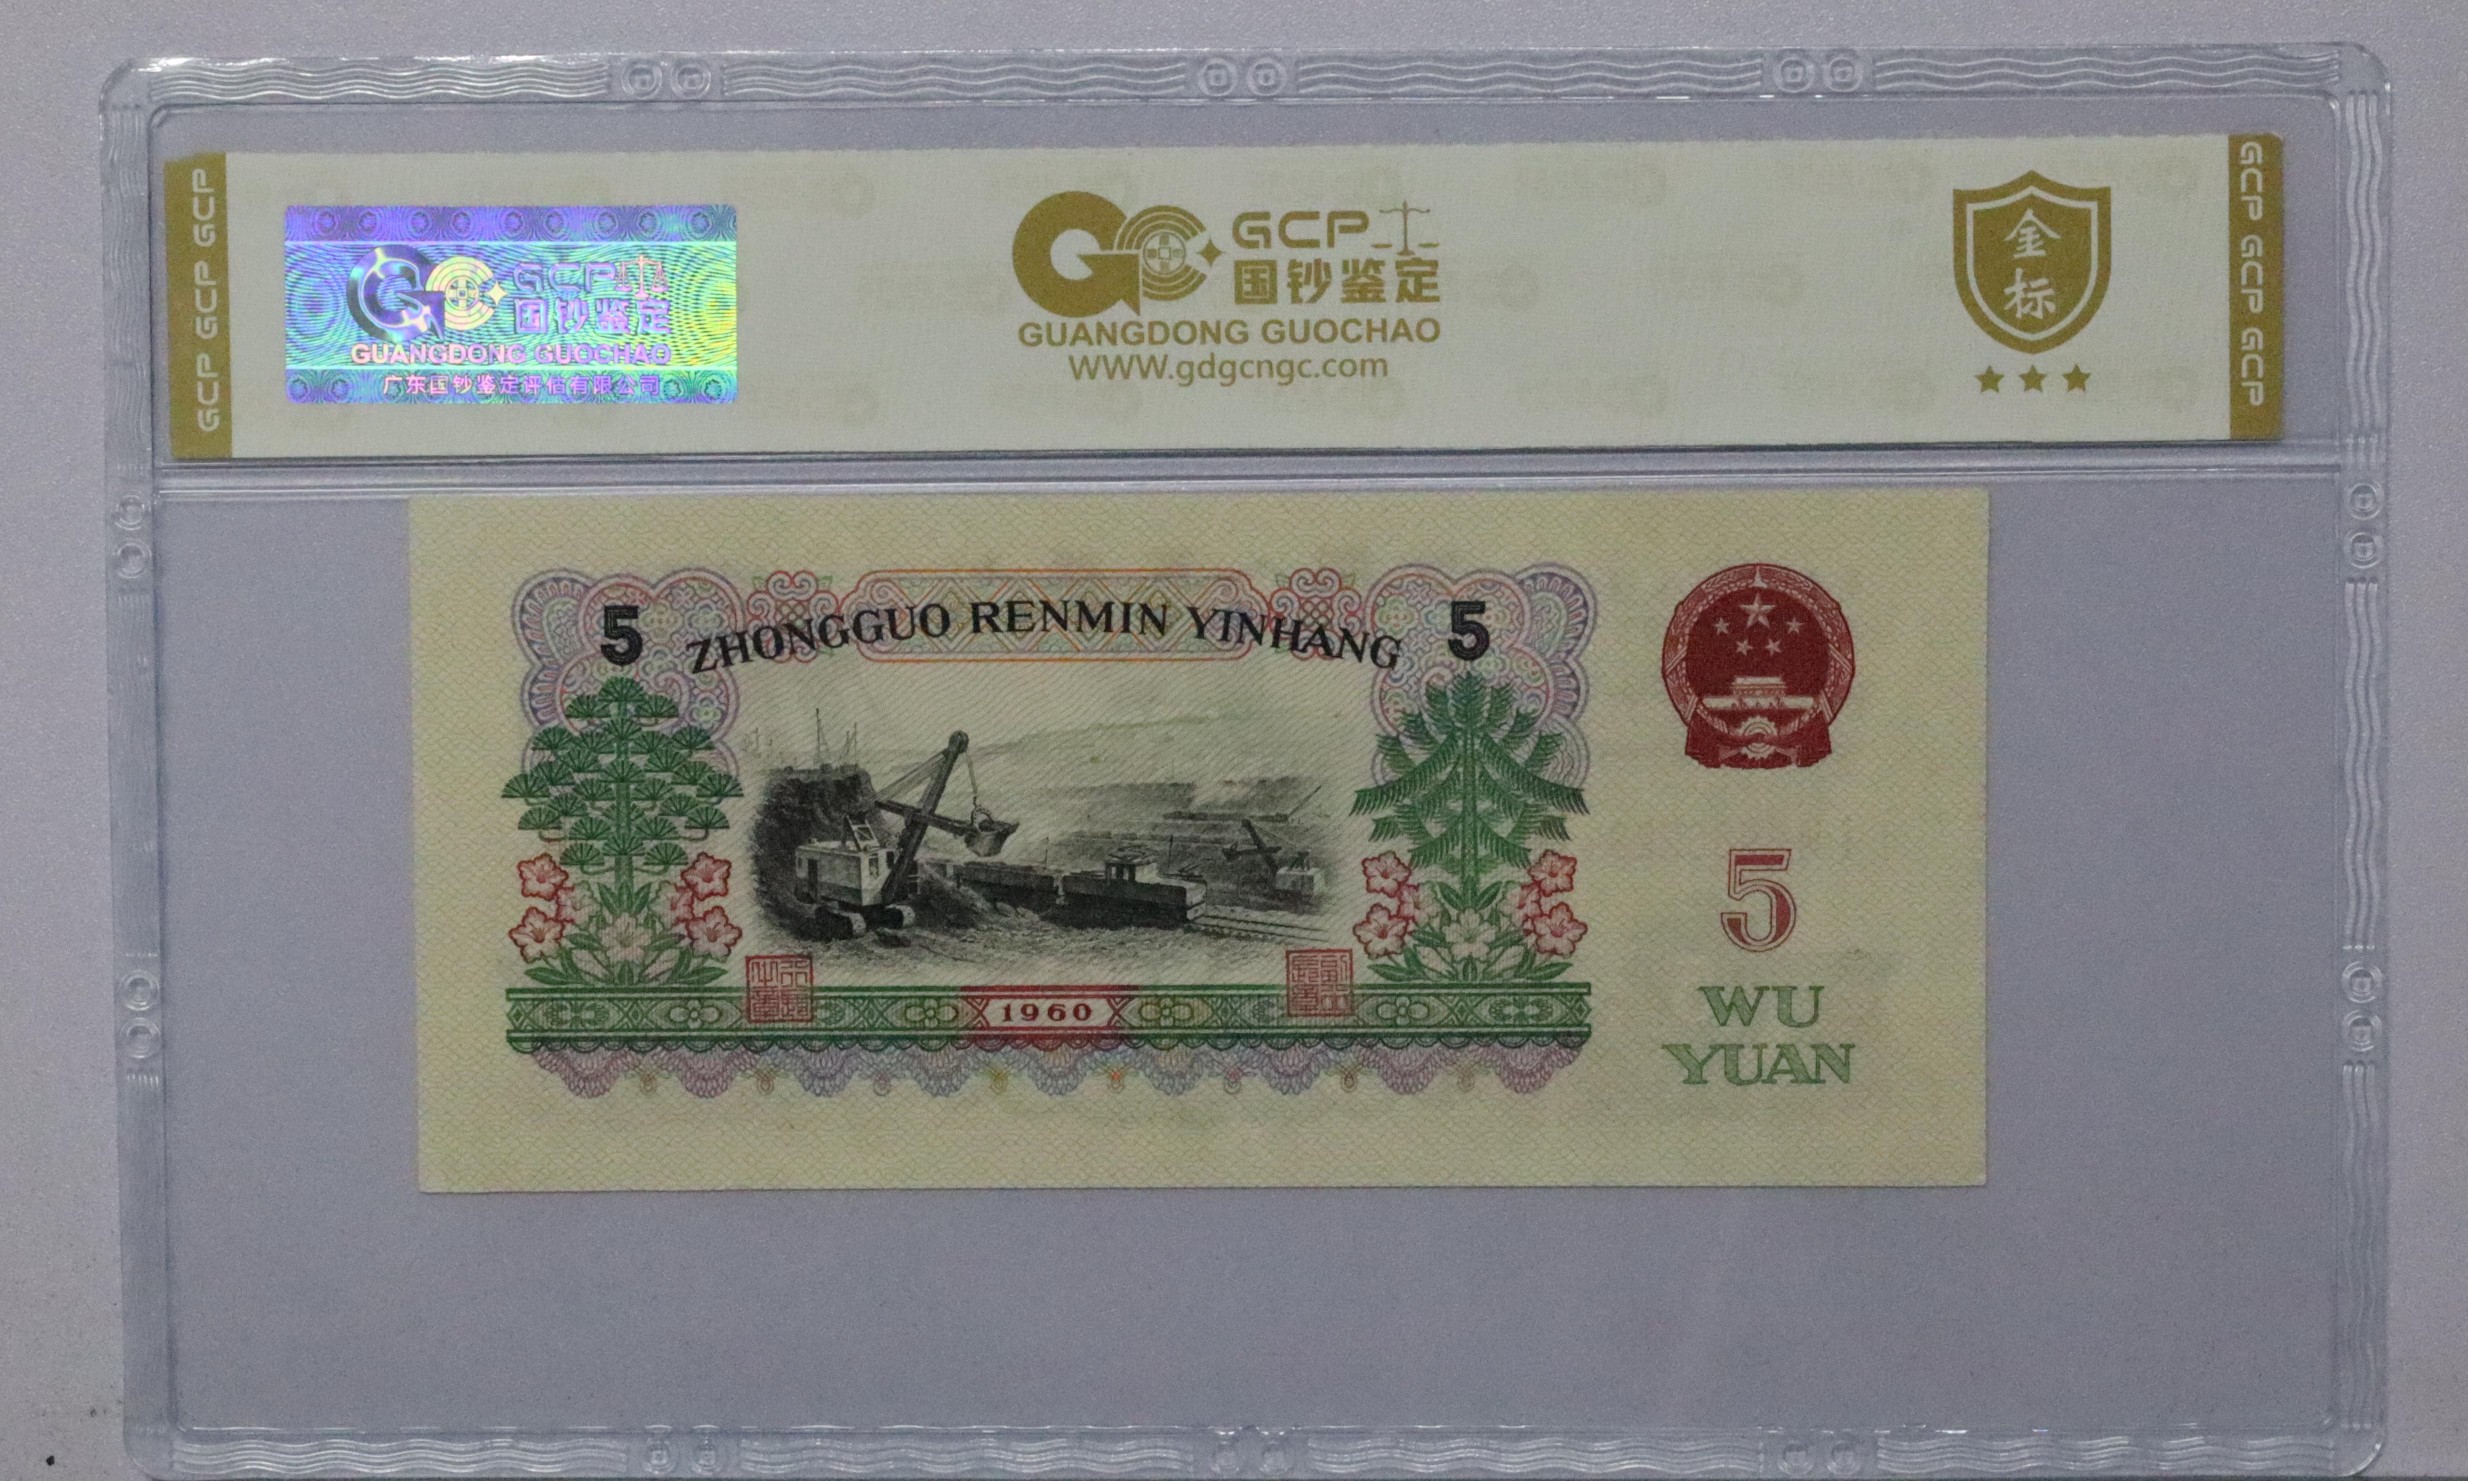 GCP GCP GCP
GCP
国钞鉴定
GUANGDONG GUOCHAO
广东国钞鉴定评估有限公司
GCP
国钞鉴定
GUANGDONG GUOCHAO
WWW.gdgcngc.com
金
标
GCP GCP GCP
5 ZHONGGUO RENMIN YINHANG 5
5
WU
YUAN
1960